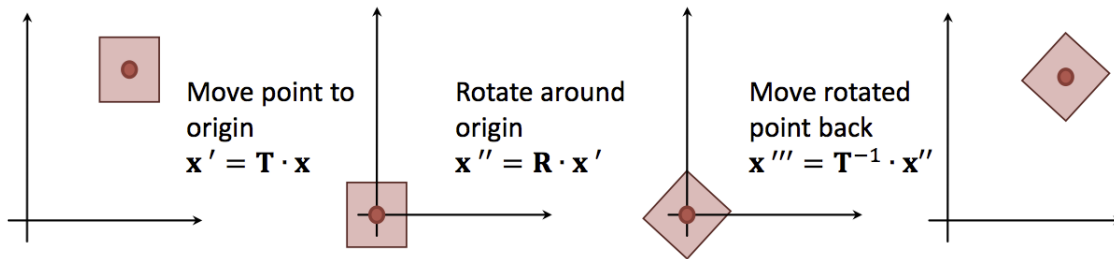 Move point to
origin
𝐱′ = 𝐓 · 𝐱
Rotate around
origin
𝐱″ = 𝐑 · 𝐱′
Move rotated
point back
𝐱‴ = 𝐓⁻¹ · 𝐱″